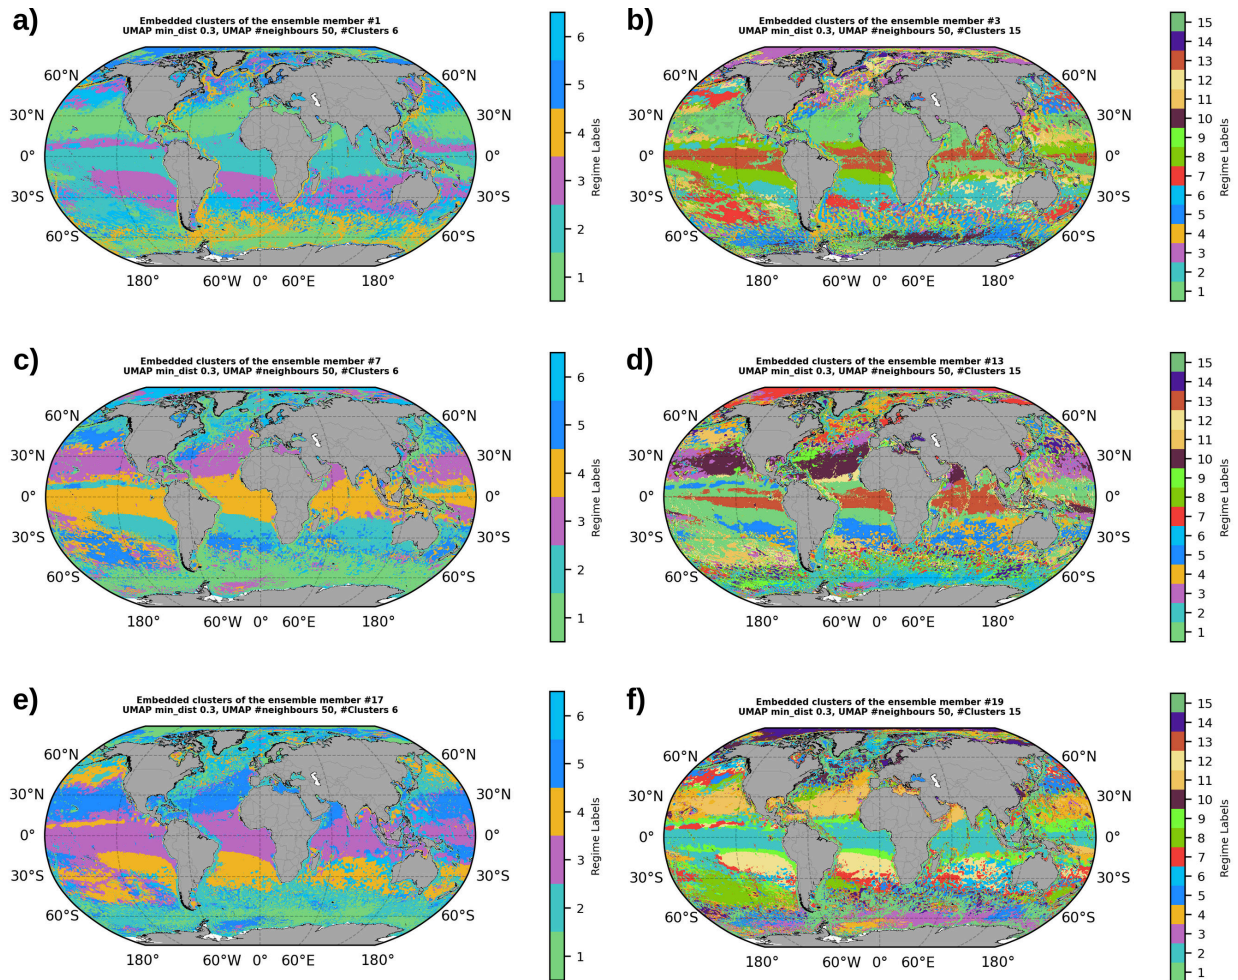 a)
Embedded clusters of the ensemble member #1
UMAP min_dist 0.3, UMAP #neighbours 50, #Clusters 6
60°N
60°N
30°N
30°N
0°
0°
30°S
30°S
60°S
60°S
180°
60°W
0°
60°E
180°
6
5
4
3
2
1
Regime Labels
b)
Embedded clusters of the ensemble member #3
UMAP min_dist 0.3, UMAP #neighbours 50, #Clusters 15
60°N
60°N
30°N
30°N
0°
0°
30°S
30°S
60°S
60°S
180°
60°W
0°
60°E
180°
15
14
13
12
11
10
9
8
7
6
5
4
3
2
1
Regime Labels
c)
Embedded clusters of the ensemble member #7
UMAP min_dist 0.3, UMAP #neighbours 50, #Clusters 6
60°N
60°N
30°N
30°N
0°
0°
30°S
30°S
60°S
60°S
180°
60°W
0°
60°E
180°
6
5
4
3
2
1
Regime Labels
d)
Embedded clusters of the ensemble member #13
UMAP min_dist 0.3, UMAP #neighbours 50, #Clusters 15
60°N
60°N
30°N
30°N
0°
0°
30°S
30°S
60°S
60°S
180°
60°W
0°
60°E
180°
15
14
13
12
11
10
9
8
7
6
5
4
3
2
1
Regime Labels
e)
Embedded clusters of the ensemble member #17
UMAP min_dist 0.3, UMAP #neighbours 50, #Clusters 6
60°N
60°N
30°N
30°N
0°
0°
30°S
30°S
60°S
60°S
180°
60°W
0°
60°E
180°
6
5
4
3
2
1
Regime Labels
f)
Embedded clusters of the ensemble member #19
UMAP min_dist 0.3, UMAP #neighbours 50, #Clusters 15
60°N
60°N
30°N
30°N
0°
0°
30°S
30°S
60°S
60°S
180°
60°W
0°
60°E
180°
15
14
13
12
11
10
9
8
7
6
5
4
3
2
1
Regime Labels